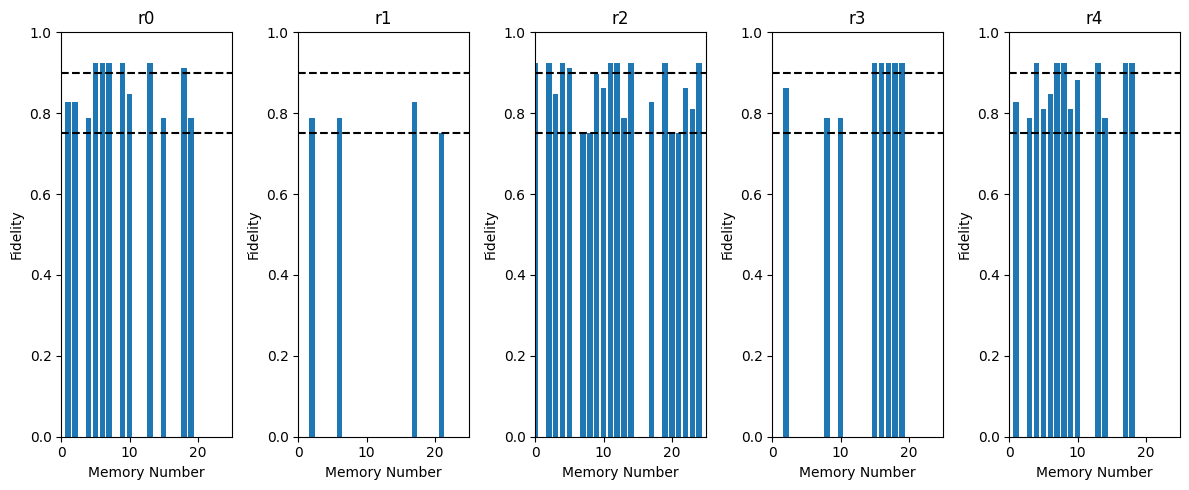 r0
r1
r2
r3
r4
1.0 1.0 1.0 1.0 1.0
0.8 0.8 0.8 0.8 0.8
0.6 0.6 0.6 0.6 0.6
Fidelity Fidelity Fidelity Fidelity Fidelity
0.4 0.4 0.4 0.4 0.4
0.2 0.2 0.2 0.2 0.2
0.0 0.0 0.0 0.0 0.0
0 10 20 0 10 20 0 10 20 0 10 20 0 10 20
Memory Number Memory Number Memory Number Memory Number Memory Number